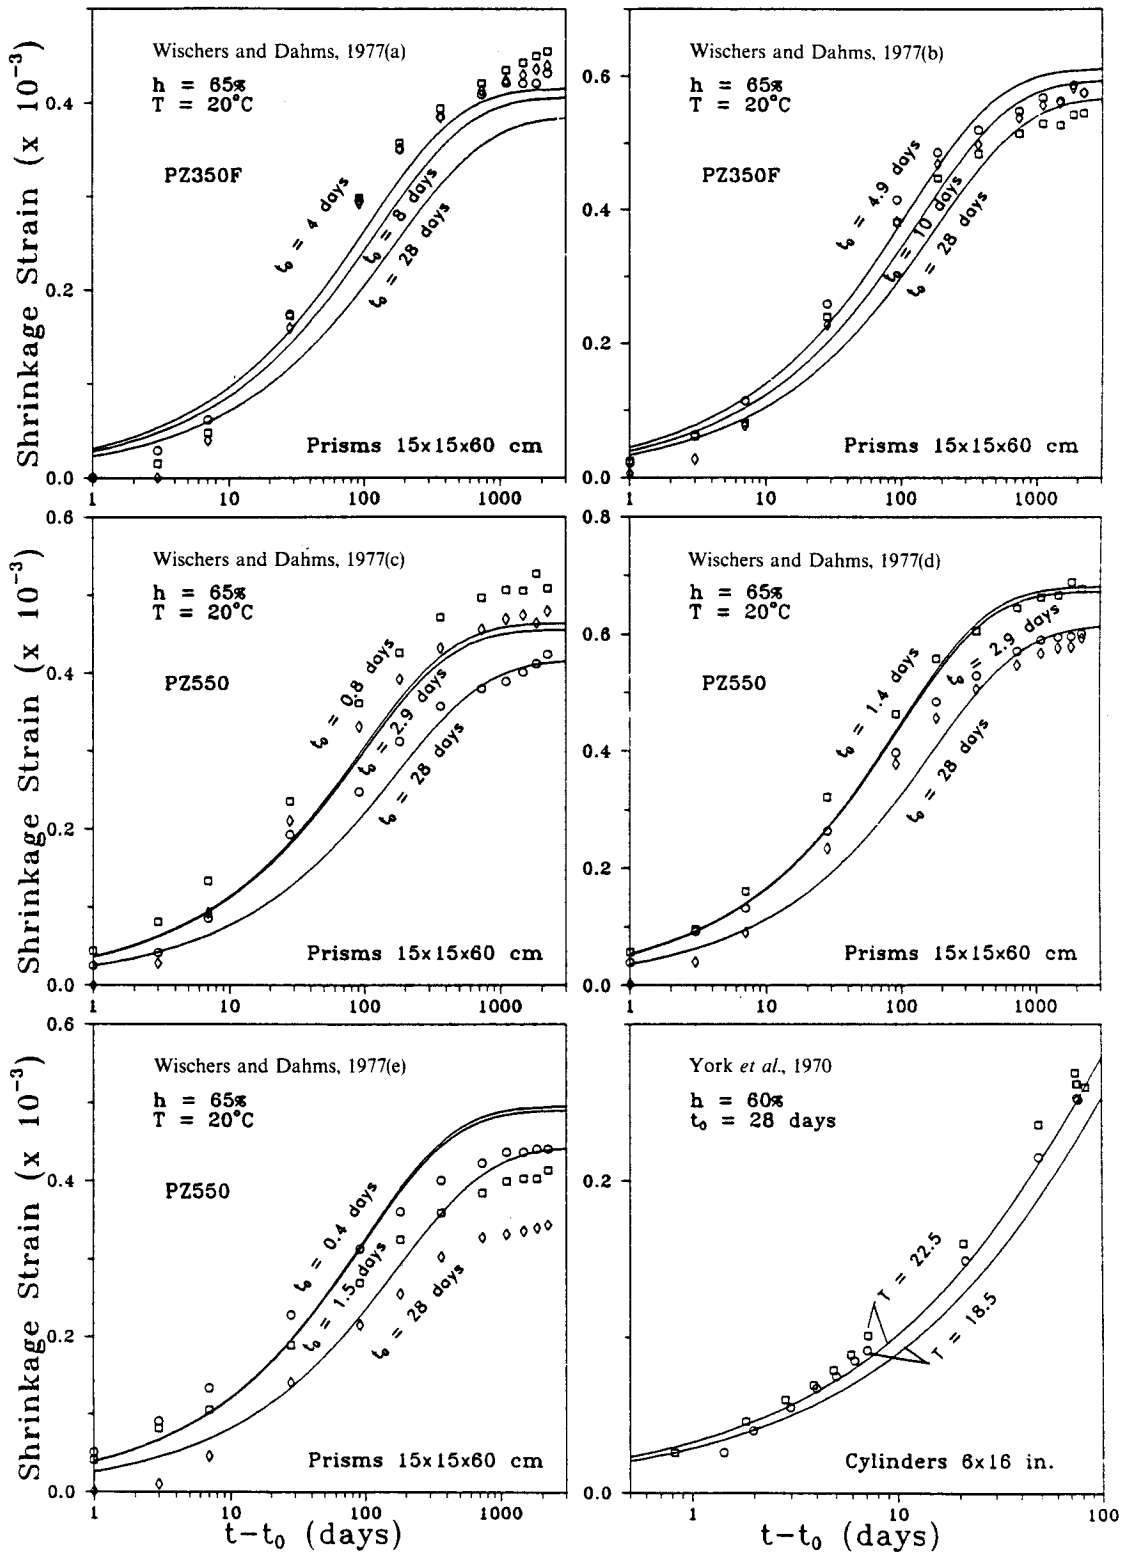 Shrinkage Strain (x 10⁻³)
0.4
0.2
0.0
Wischers and Dahms, 1977(a)
h = 65%
T = 20°C
PZ350F
t₀ = 4 days
t₀ = 8 days
t₀ = 28 days
Prisms 15x15x60 cm
1 10 100 1000
0.6
0.4
0.2
0.0
Wischers and Dahms, 1977(b)
h = 65%
T = 20°C
PZ350F
t₀ = 4.9 days
t₀ = 10 days
t₀ = 28 days
Prisms 15x15x60 cm
1 10 100 1000
Shrinkage Strain (x 10⁻³)
0.6
0.4
0.2
0.0
Wischers and Dahms, 1977(c)
h = 65%
T = 20°C
PZ550
t₀ = 0.8 days
t₀ = 2.9 days
t₀ = 28 days
Prisms 15x15x60 cm
1 10 100 1000
0.8
0.6
0.4
0.2
0.0
Wischers and Dahms, 1977(d)
h = 65%
T = 20°C
PZ550
t₀ = 1.4 days
t₀ = 2.9 days
t₀ = 28 days
Prisms 15x15x60 cm
1 10 100 1000
Shrinkage Strain (x 10⁻³)
0.6
0.4
0.2
0.0
Wischers and Dahms, 1977(e)
h = 65%
T = 20°C
PZ550
t₀ = 0.4 days
t₀ = 1.5 days
t₀ = 28 days
Prisms 15x15x60 cm
1 10 100 1000
t-t₀ (days)
0.2
0.0
York et al., 1970
h = 60%
t₀ = 28 days
T = 22.5
T = 18.5
Cylinders 6x16 in.
1 10 100
t-t₀ (days)